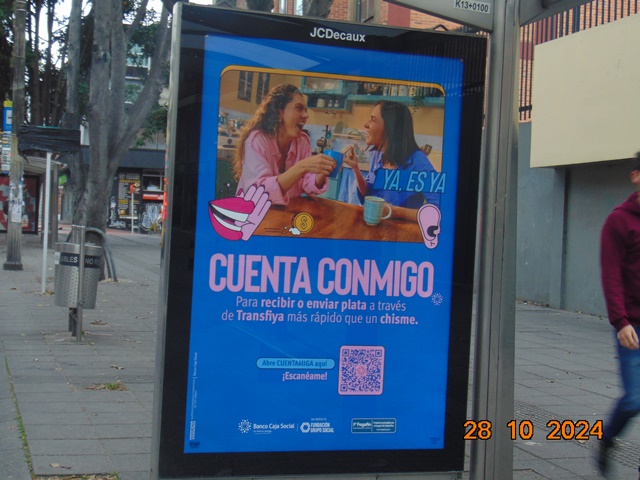 K13+0100
JCDecaux
YA, ES YA
CUENTA CONMIGO
Para recibir o enviar plata a través
de Transfiya más rápido que un chisme.
Abre CUENTAMIGA aquí
¡Escanéame!
Banco Caja Social
FUNDACIÓN
GRUPO SOCIAL
Fogafín
28 10 2024